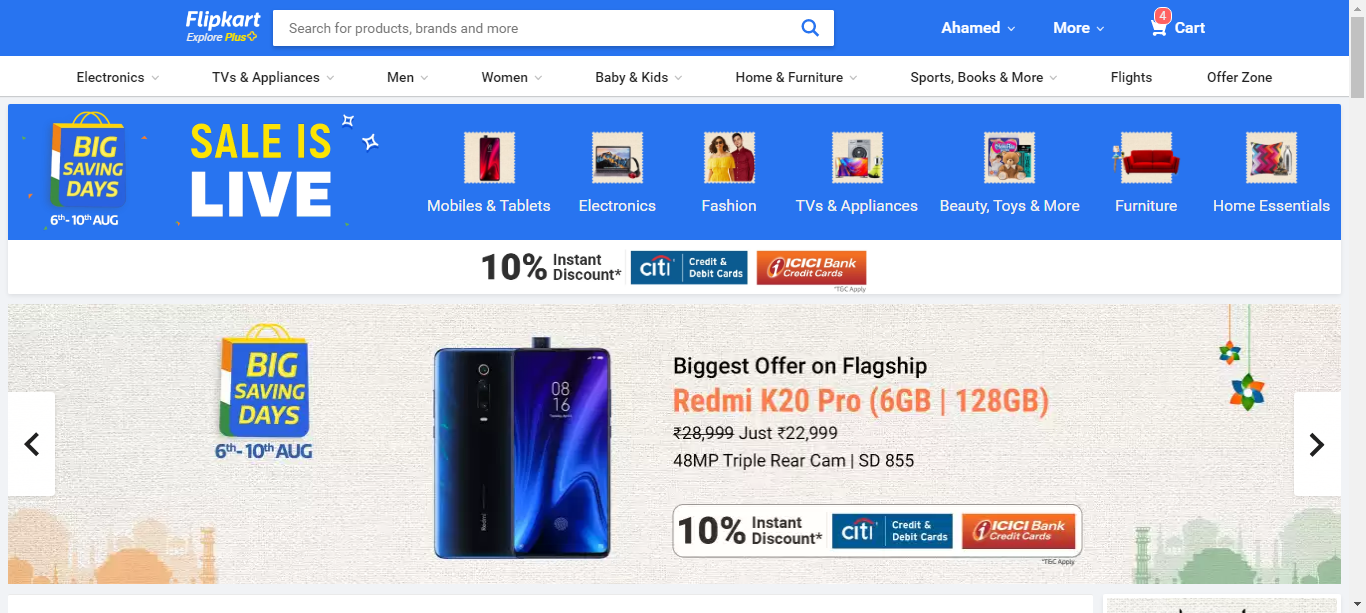 Flipkart
Explore Plus
Search for products, brands and more
Ahamed
More
4
Cart
Electronics
TVs & Appliances
Men
Women
Baby & Kids
Home & Furniture
Sports, Books & More
Flights
Offer Zone
BIG
SAVING
DAYS
6th-10th AUG
SALE IS
LIVE
Mobiles & Tablets
Electronics
Fashion
TVs & Appliances
Beauty, Toys & More
Furniture
Home Essentials
10% Instant
Discount*
citi Credit &
Debit Cards
ICICI Bank
Credit Cards
*T&C Apply
BIG
SAVING
DAYS
6th-10th AUG
08
16
Redmi
Biggest Offer on Flagship
Redmi K20 Pro (6GB | 128GB)
₹28,999 Just ₹22,999
48MP Triple Rear Cam | SD 855
10% Instant
Discount*
citi Credit &
Debit Cards
ICICI Bank
Credit Cards
*T&C Apply